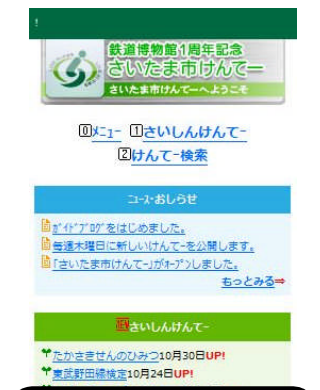 !
鉄道博物館1周年記念
さいたま市けんてー
さいたま市けんてーへようこそ
0メニュー 1さいしんけんてー
2けんてー検索
ニュース・おしらせ
ガイドブログをはじめました。
毎週木曜日に新しいけんてーを公開します。
「さいたま市けんてー」がオープンしました。
もっとみる⇒
NEWさいしんけんてー
たかさきせんのひみつ10月30日UP!
東武野田線検定10月24日UP!